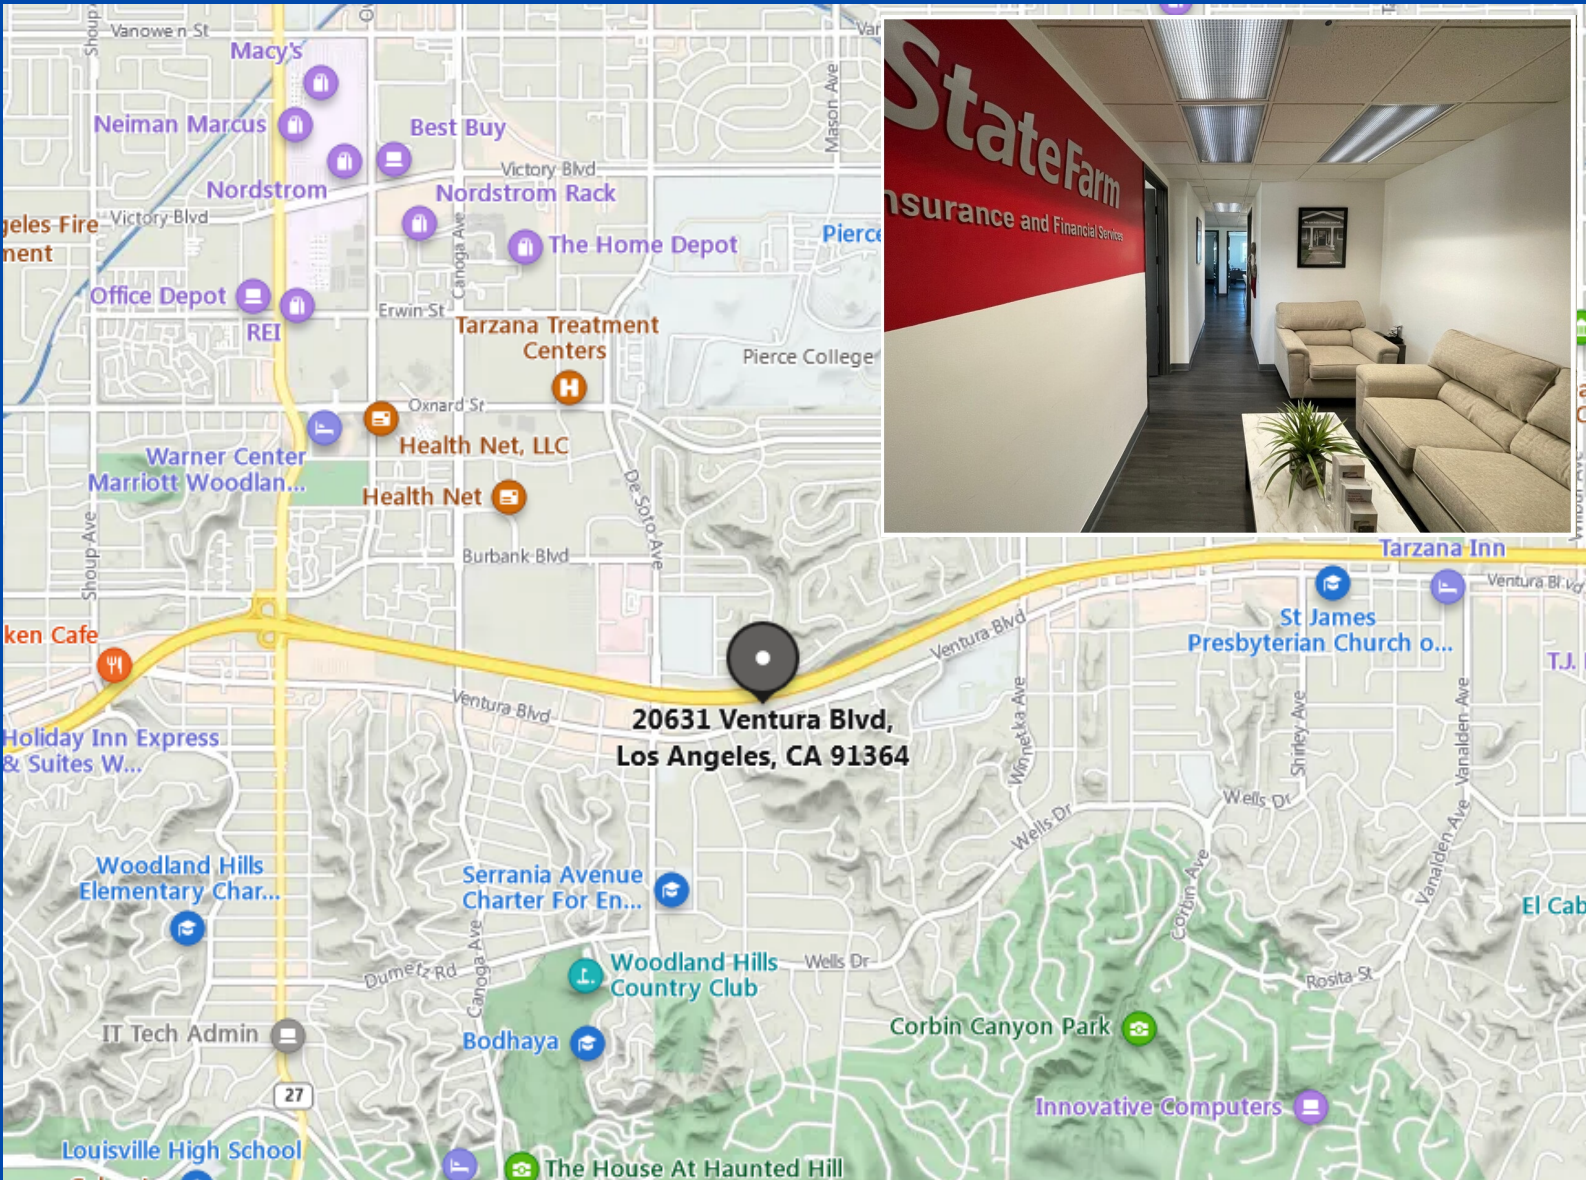 Vanowen St
Shoup
Macy's
Neiman Marcus
Best Buy
Nordstrom
Victory Blvd
Nordstrom Rack
Victory Blvd
geles Fire
ment
The Home Depot
Canoga Ave
Mason Ave
Pierce
Office Depot
REI
Erwin St
Tarzana Treatment
Centers
Pierce College
Oxnard St
Health Net, LLC
Warner Center
Marriott Woodlan...
Health Net
De Soto Ave
Shoup Ave
Burbank Blvd
StateFarm
nsurance and Financial Services
Tarzana Inn
Ventura Blvd
St James
Presbyterian Church o...
ken Cafe
Ventura Blvd
Ventura Blvd
T.J.
20631 Ventura Blvd,
Los Angeles, CA 91364
Holiday Inn Express
& Suites W...
Winnetka Ave
Shirley Ave
Vanalden Ave
Wells Dr
Wells Dr
Vanalden Ave
Corbin Ave
Woodland Hills
Elementary Char...
Serrania Avenue
Charter For En...
El Cab
Canoga Ave
Dumetz Rd
Woodland Hills
Country Club
Wells Dr
Rosita St
IT Tech Admin
Bodhaya
Corbin Canyon Park
27
Innovative Computers
Louisville High School
The House At Haunted Hill